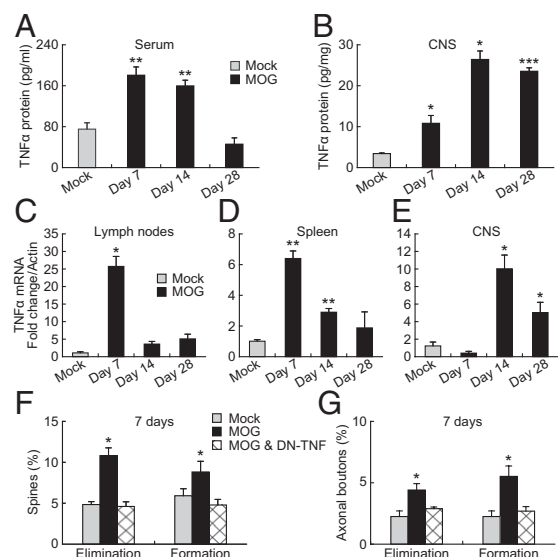 A
Serum
TNFα protein (pg/ml)
240
160
80
0
**
**
Mock
MOG
Mock
Day 7
Day 14
Day 28
B
CNS
TNFα protein (pg/mg)
30
20
10
0
*
*
***
Mock
Day 7
Day 14
Day 28
C
Lymph nodes
TNFα mRNA
Fold change/Actin
35
30
25
20
15
10
5
0
*
Mock
MOG
Mock
Day 7
Day 14
Day 28
D
Spleen
8
6
4
2
0
**
**
Mock
Day 7
Day 14
Day 28
E
CNS
14
12
10
8
6
4
2
0
*
*
Mock
Day 7
Day 14
Day 28
F
7 days
Spines (%)
15
10
5
0
*
*
Mock
MOG
MOG & DN-TNF
Elimination
Formation
G
7 days
Axonal boutons (%)
10
5
0
*
*
Elimination
Formation